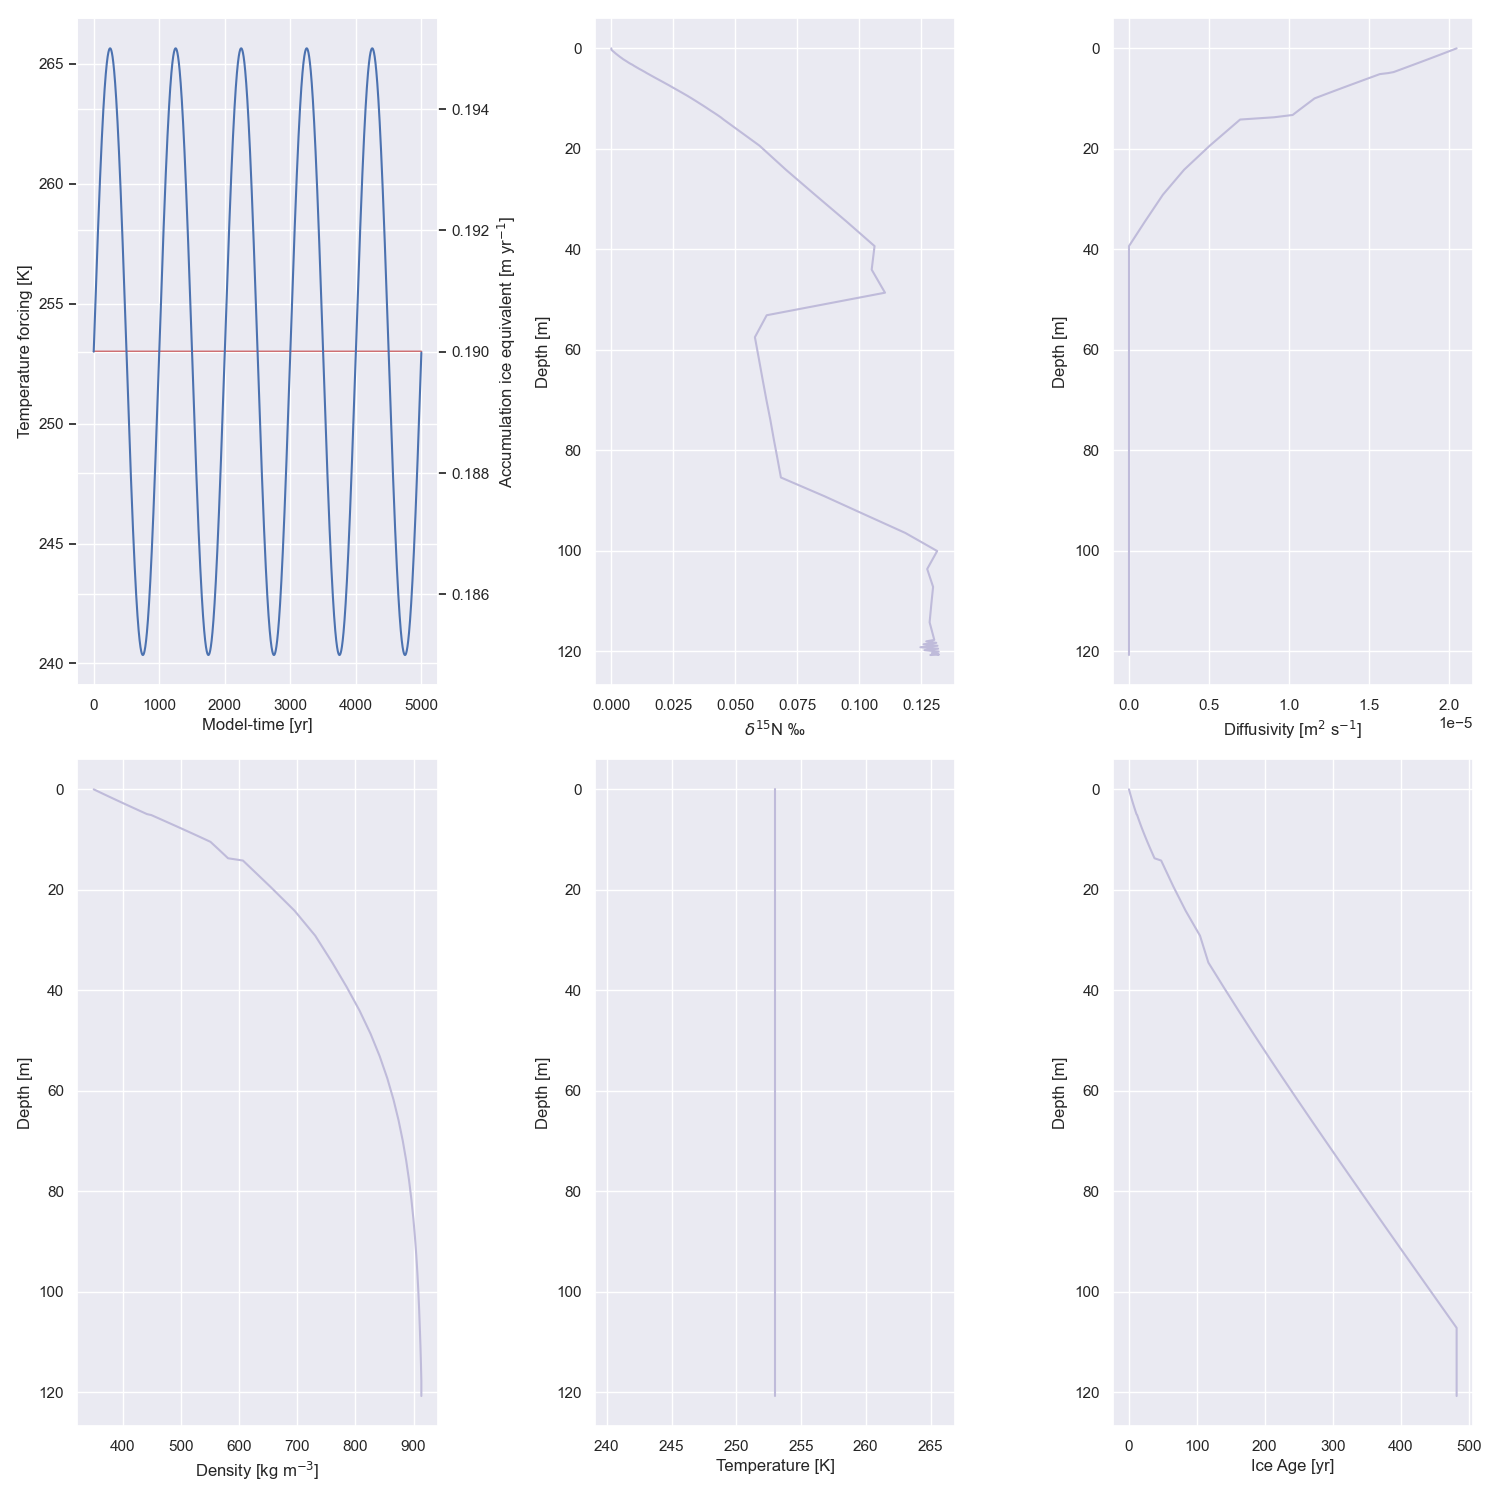 Temperature forcing [K]
265
260
255
250
245
240
0 1000 2000 3000 4000 5000
Model-time [yr]
0.194
0.192
0.190
0.188
0.186
Accumulation ice equivalent [m yr⁻¹]
Depth [m]
0
20
40
60
80
100
120
0.000 0.025 0.050 0.075 0.100 0.125
δ¹⁵N ‰
Depth [m]
0
20
40
60
80
100
120
0.0 0.5 1.0 1.5 2.0
1e−5
Diffusivity [m² s⁻¹]
Depth [m]
0
20
40
60
80
100
120
400 500 600 700 800 900
Density [kg m⁻³]
Depth [m]
0
20
40
60
80
100
120
240 245 250 255 260 265
Temperature [K]
Depth [m]
0
20
40
60
80
100
120
0 100 200 300 400 500
Ice Age [yr]